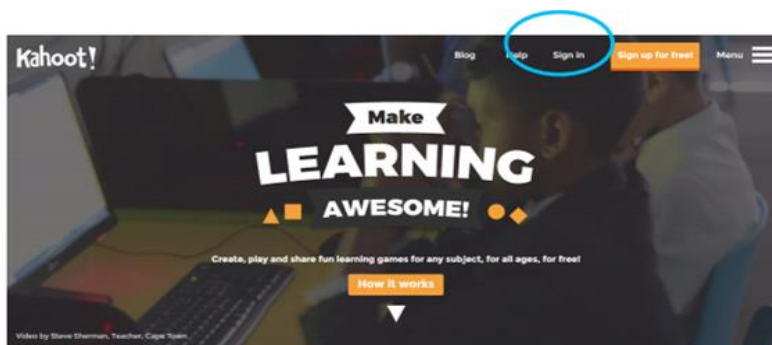 Kahoot!
Blog Help Sign in Sign up for free! Menu
Make
LEARNING
AWESOME!
Create, play and share fun learning games for any subject, for all ages, for free!
How it works
Video by Steve Sherman, Teacher, Cape Town